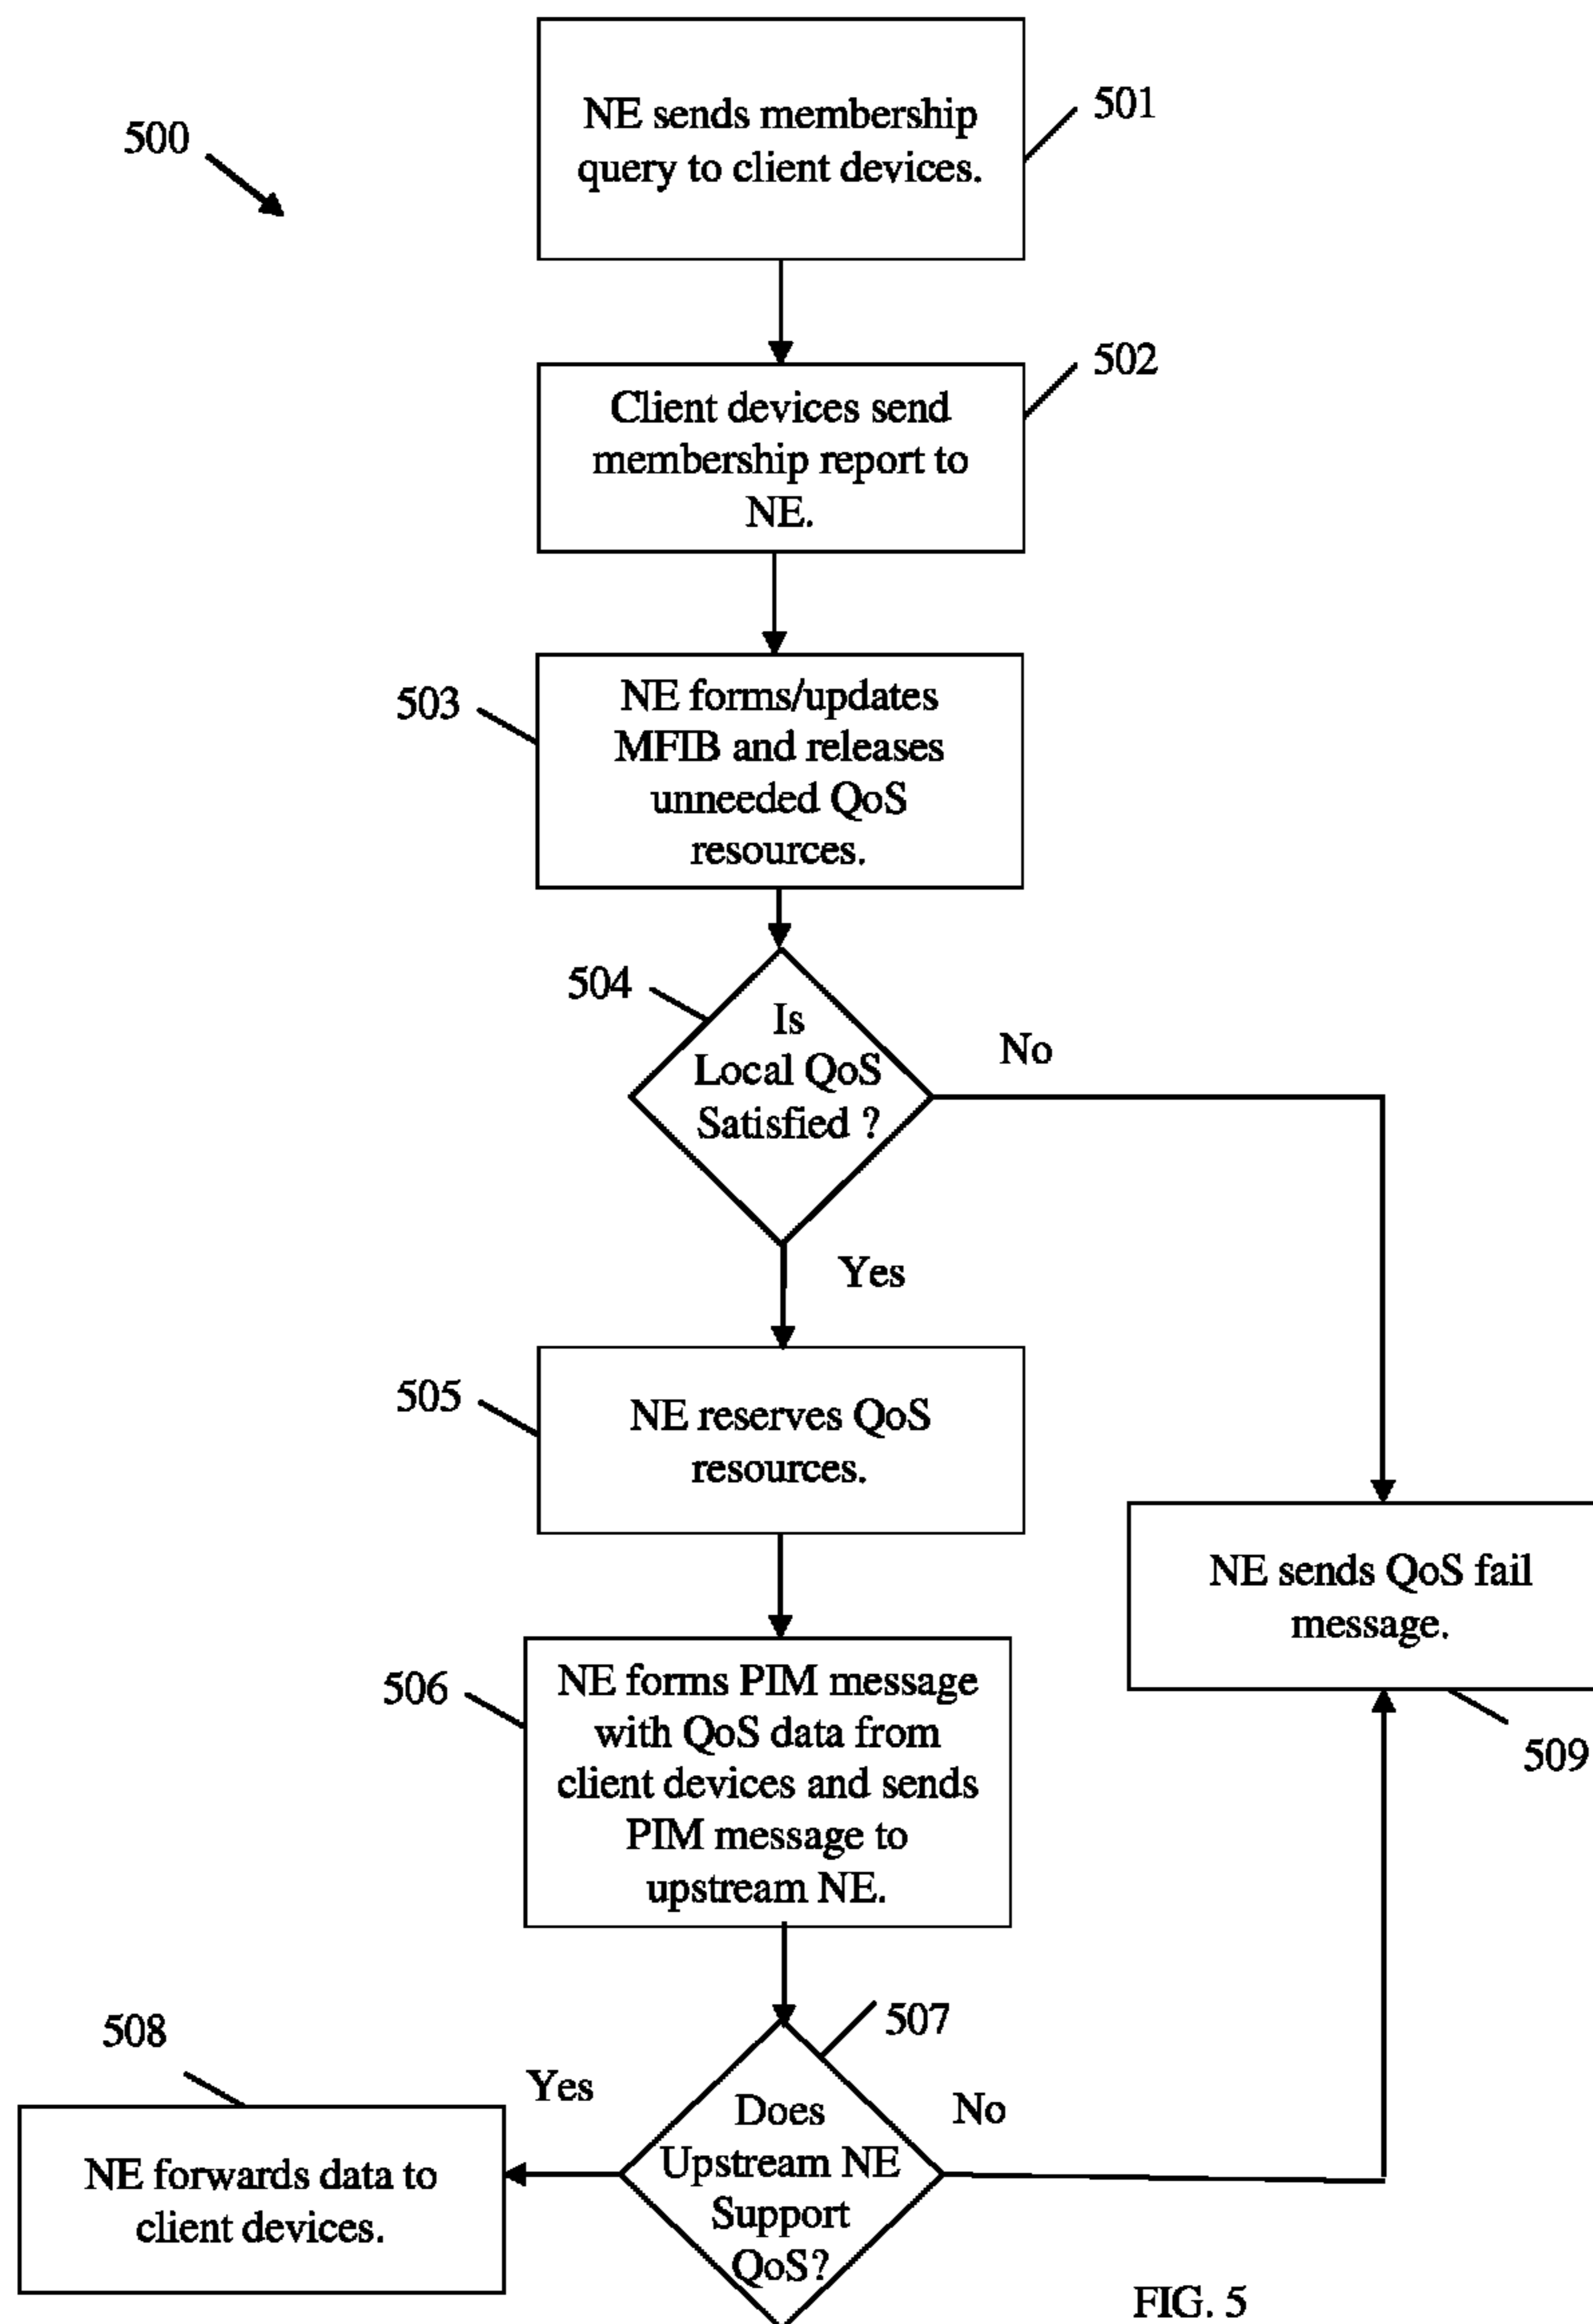 500
NE sends membership
query to client devices.
501
Client devices send
membership report to
NE.
502
503
NE forms/updates
MFIB and releases
unneeded QoS
resources.
504
Is
Local QoS
Satisfied ?
No
Yes
505
NE reserves QoS
resources.
NE sends QoS fail
message.
509
506
NE forms PIM message
with QoS data from
client devices and sends
PIM message to
upstream NE.
507
508
Yes
Does
Upstream NE
Support
QoS?
No
NE forwards data to
client devices.
FIG. 5